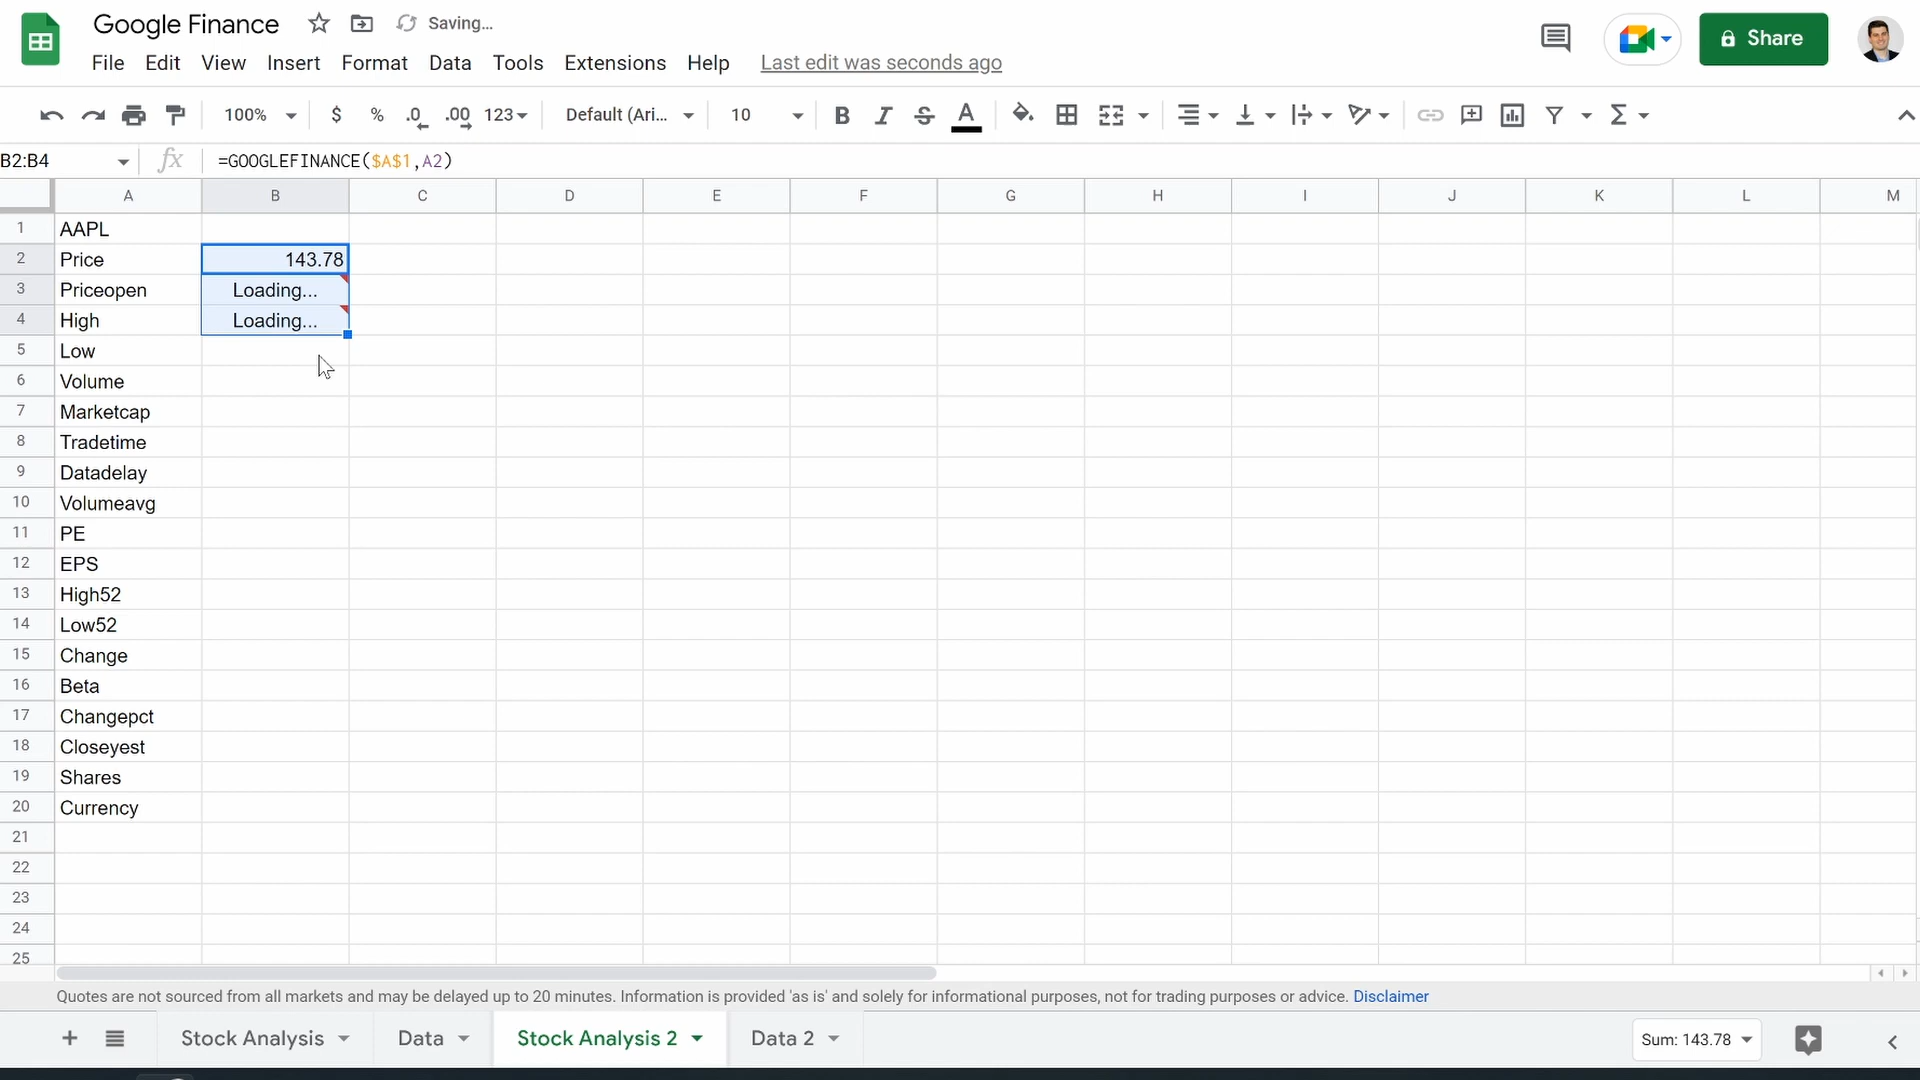 Google Finance Saving...
File Edit View Insert Format Data Tools Extensions Help Last edit was seconds ago
Share
100% $ % .0 .00 123 Default (Ari... 10 B I S A Σ
B2:B4 fx =GOOGLEFINANCE($A$1,A2)
A B C D E F G H I J K L M
1 AAPL
2 Price 143.78
3 Priceopen Loading...
4 High Loading...
5 Low
6 Volume
7 Marketcap
8 Tradetime
9 Datadelay
10 Volumeavg
11 PE
12 EPS
13 High52
14 Low52
15 Change
16 Beta
17 Changepct
18 Closeyest
19 Shares
20 Currency
21
22
23
24
25
Quotes are not sourced from all markets and may be delayed up to 20 minutes. Information is provided 'as is' and solely for informational purposes, not for trading purposes or advice. Disclaimer
+ Stock Analysis Data Stock Analysis 2 Data 2 Sum: 143.78